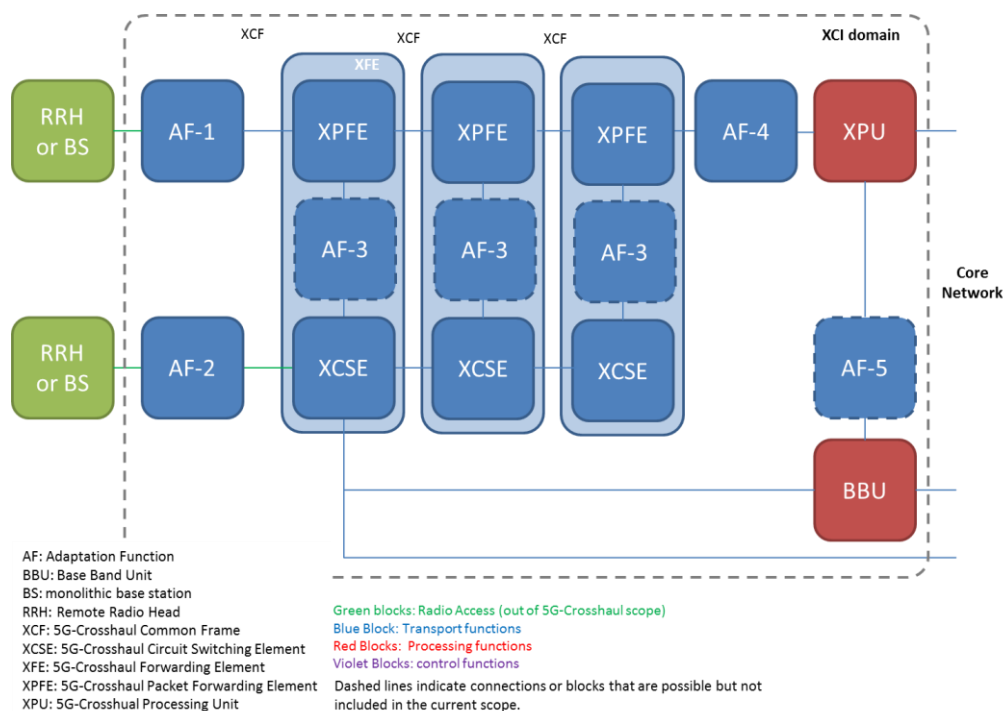 XCF
XCF
XCF
XCI domain
XFE
RRH
or BS
AF-1
XPFE
XPFE
XPFE
AF-4
XPU
AF-3
AF-3
AF-3
Core
Network
RRH
or BS
AF-2
XCSE
XCSE
XCSE
AF-5
BBU
AF: Adaptation Function
BBU: Base Band Unit
BS: monolithic base station
RRH: Remote Radio Head
XCF: 5G-Crosshaul Common Frame
XCSE: 5G-Crosshaul Circuit Switching Element
XFE: 5G-Crosshaul Forwarding Element
XPFE: 5G-Crosshaul Packet Forwarding Element
XPU: 5G-Crosshual Processing Unit
Green blocks: Radio Access (out of 5G-Crosshaul scope)
Blue Block: Transport functions
Red Blocks: Processing functions
Violet Blocks: control functions
Dashed lines indicate connections or blocks that are possible but not
included in the current scope.